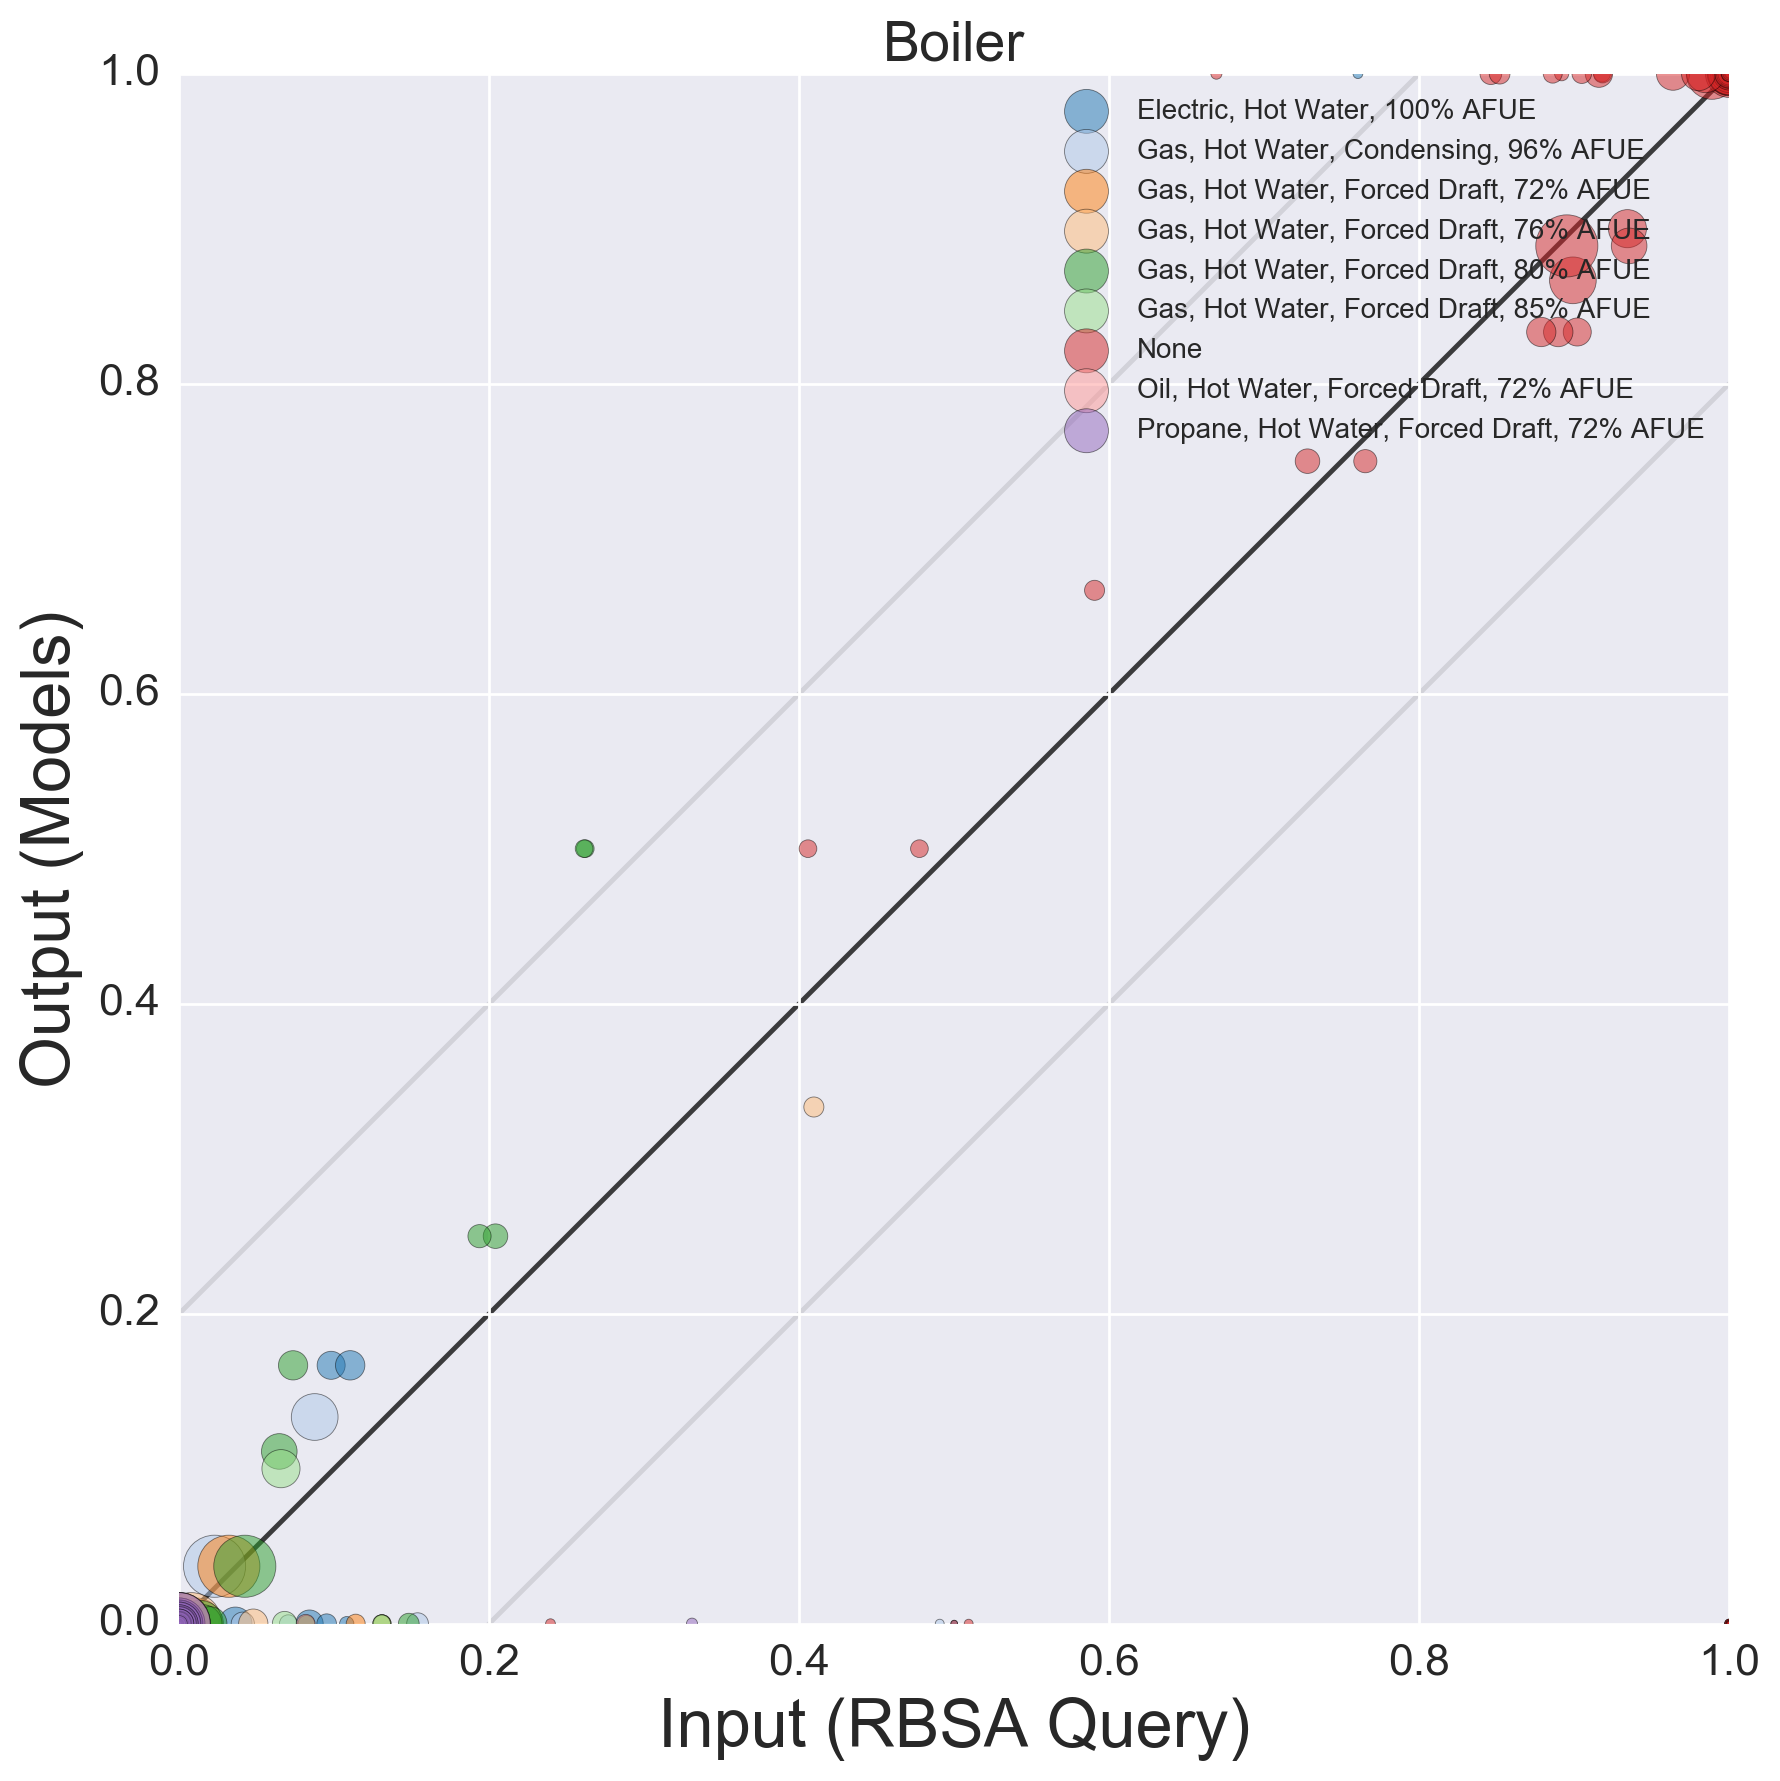 Boiler
1.0
0.8
0.6
0.4
0.2
0.0
Output (Models)
Electric, Hot Water, 100% AFUE
Gas, Hot Water, Condensing, 96% AFUE
Gas, Hot Water, Forced Draft, 72% AFUE
Gas, Hot Water, Forced Draft, 76% AFUE
Gas, Hot Water, Forced Draft, 80% AFUE
Gas, Hot Water, Forced Draft, 85% AFUE
None
Oil, Hot Water, Forced Draft, 72% AFUE
Propane, Hot Water, Forced Draft, 72% AFUE
0.0 0.2 0.4 0.6 0.8 1.0
Input (RBSA Query)